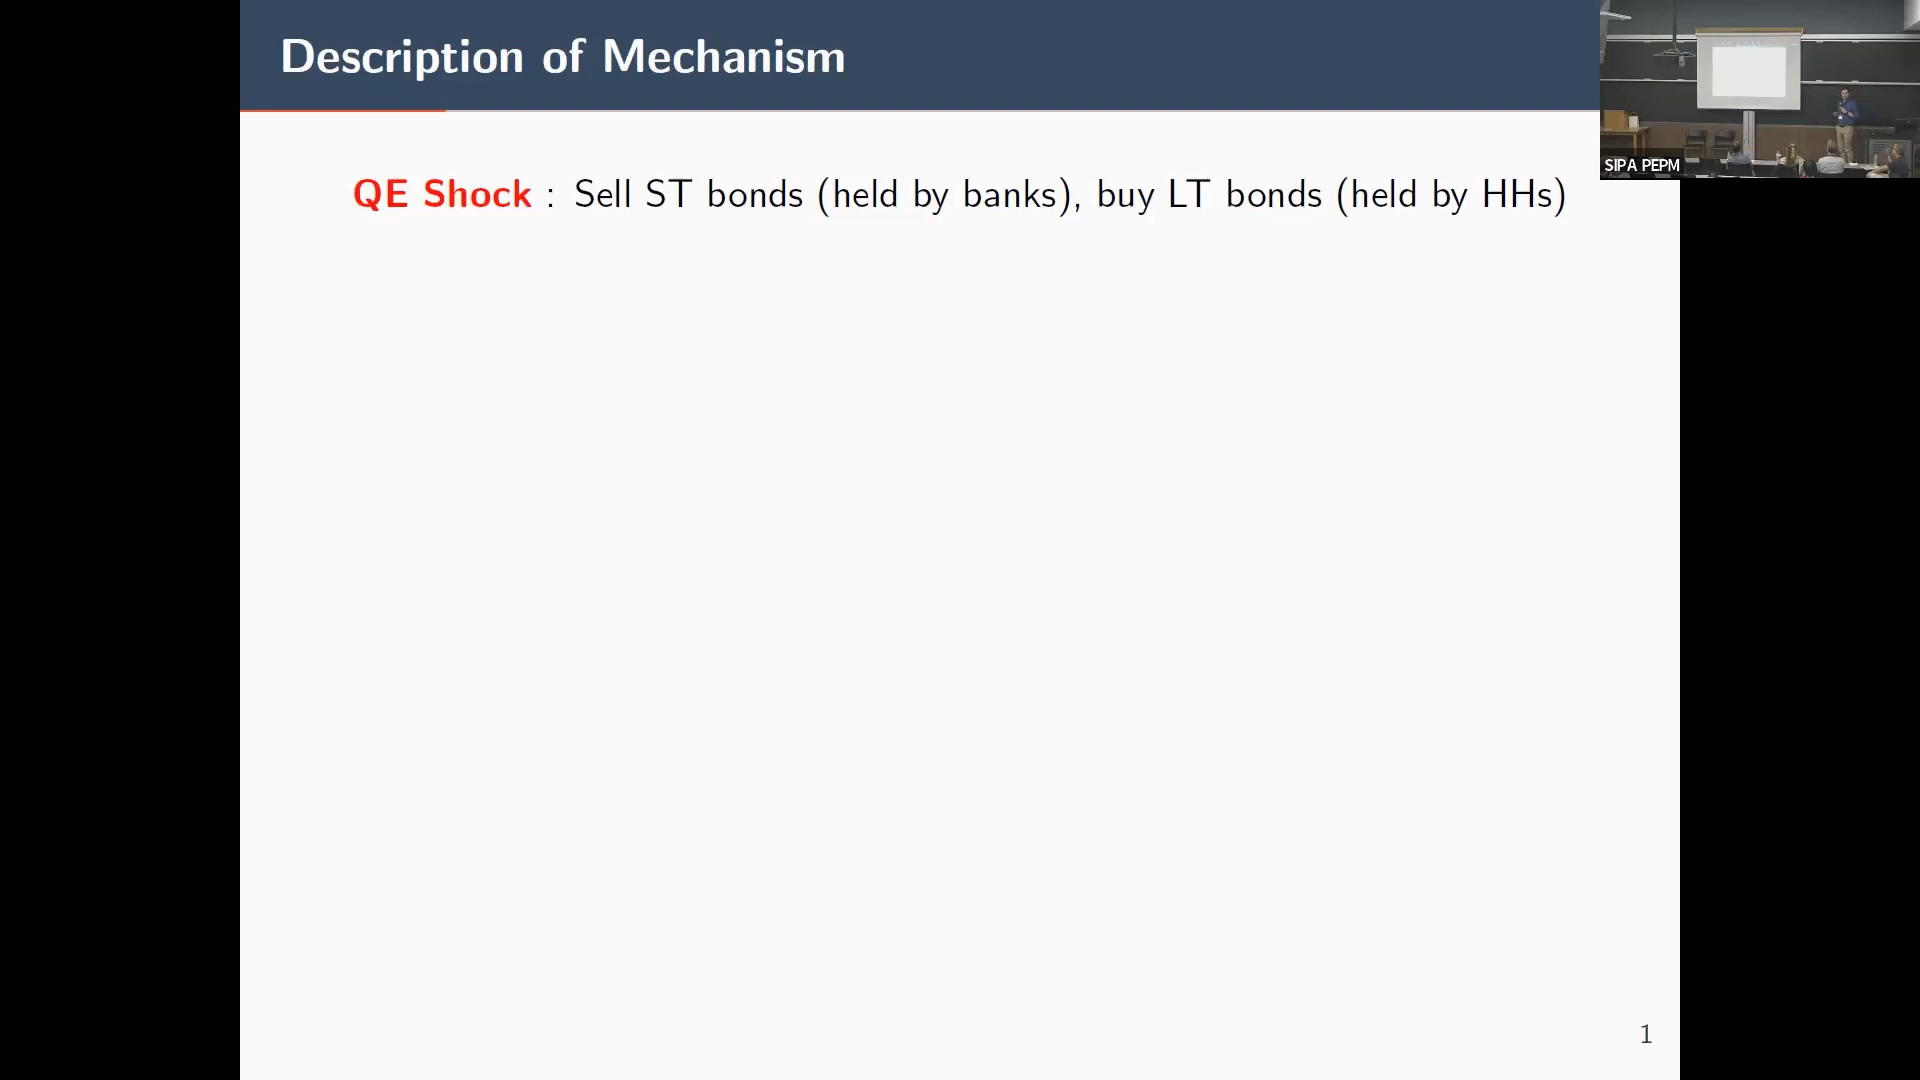 Description of Mechanism
SIPA PEPM
QE Shock : Sell ST bonds (held by banks), buy LT bonds (held by HHs)
1